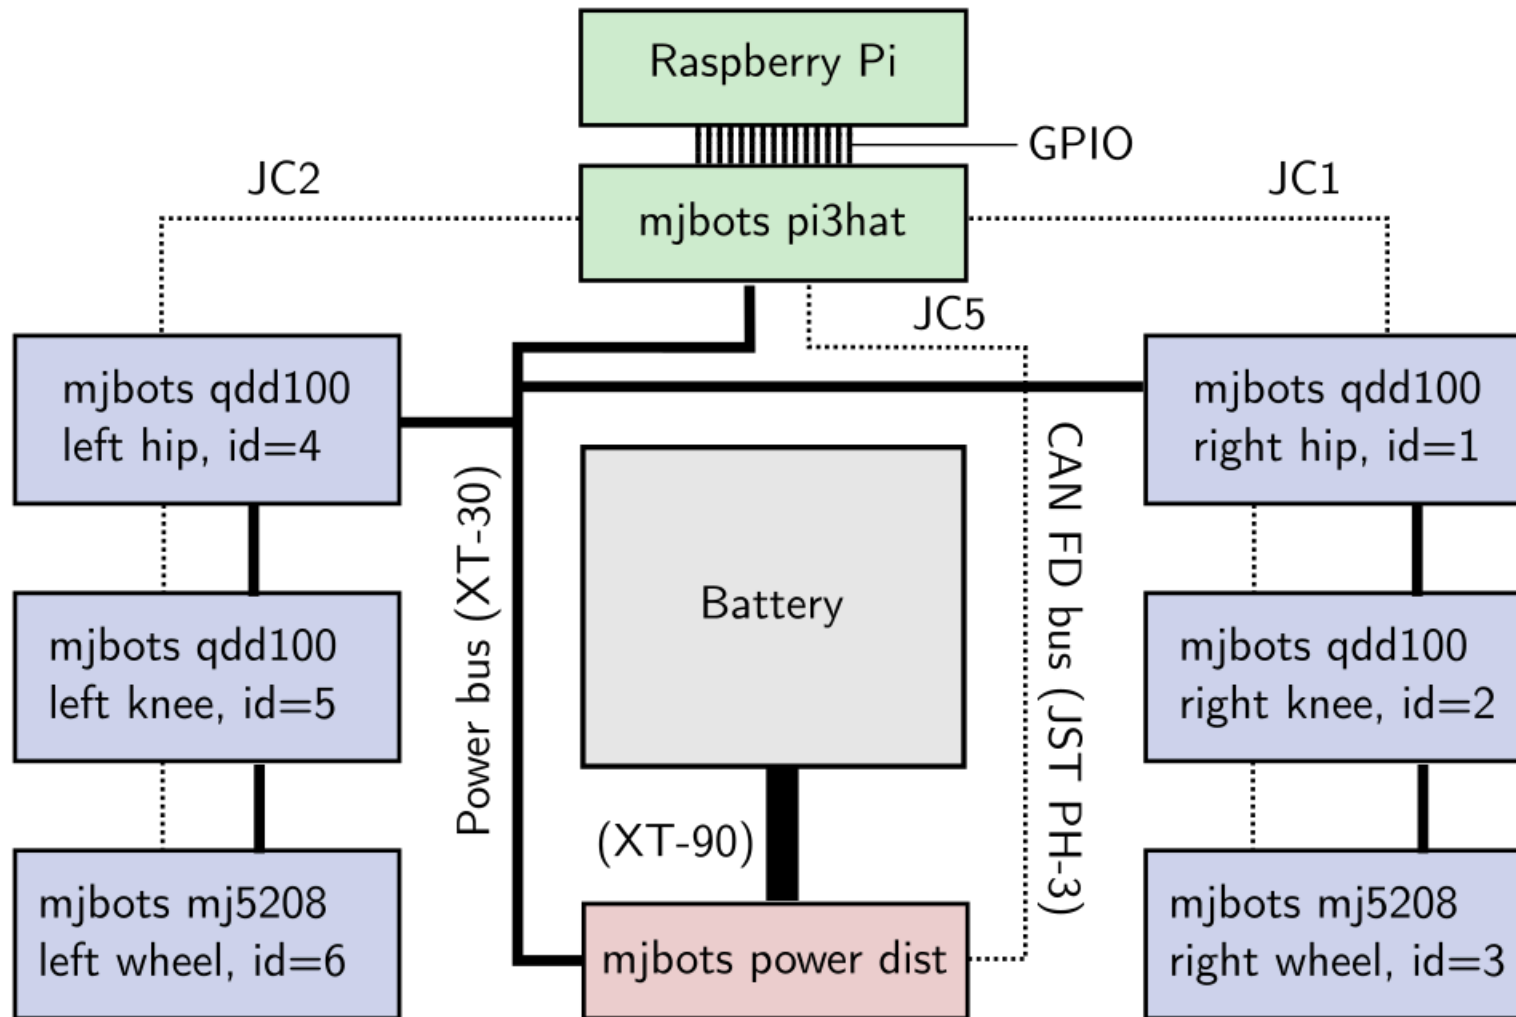 Raspberry Pi
GPIO
JC2
mjbots pi3hat
JC1
JC5
mjbots qdd100
left hip, id=4
mjbots qdd100
right hip, id=1
Power bus (XT-30)
CAN FD bus (JST PH-3)
Battery
mjbots qdd100
left knee, id=5
mjbots qdd100
right knee, id=2
(XT-90)
mjbots mj5208
left wheel, id=6
mjbots power dist
mjbots mj5208
right wheel, id=3